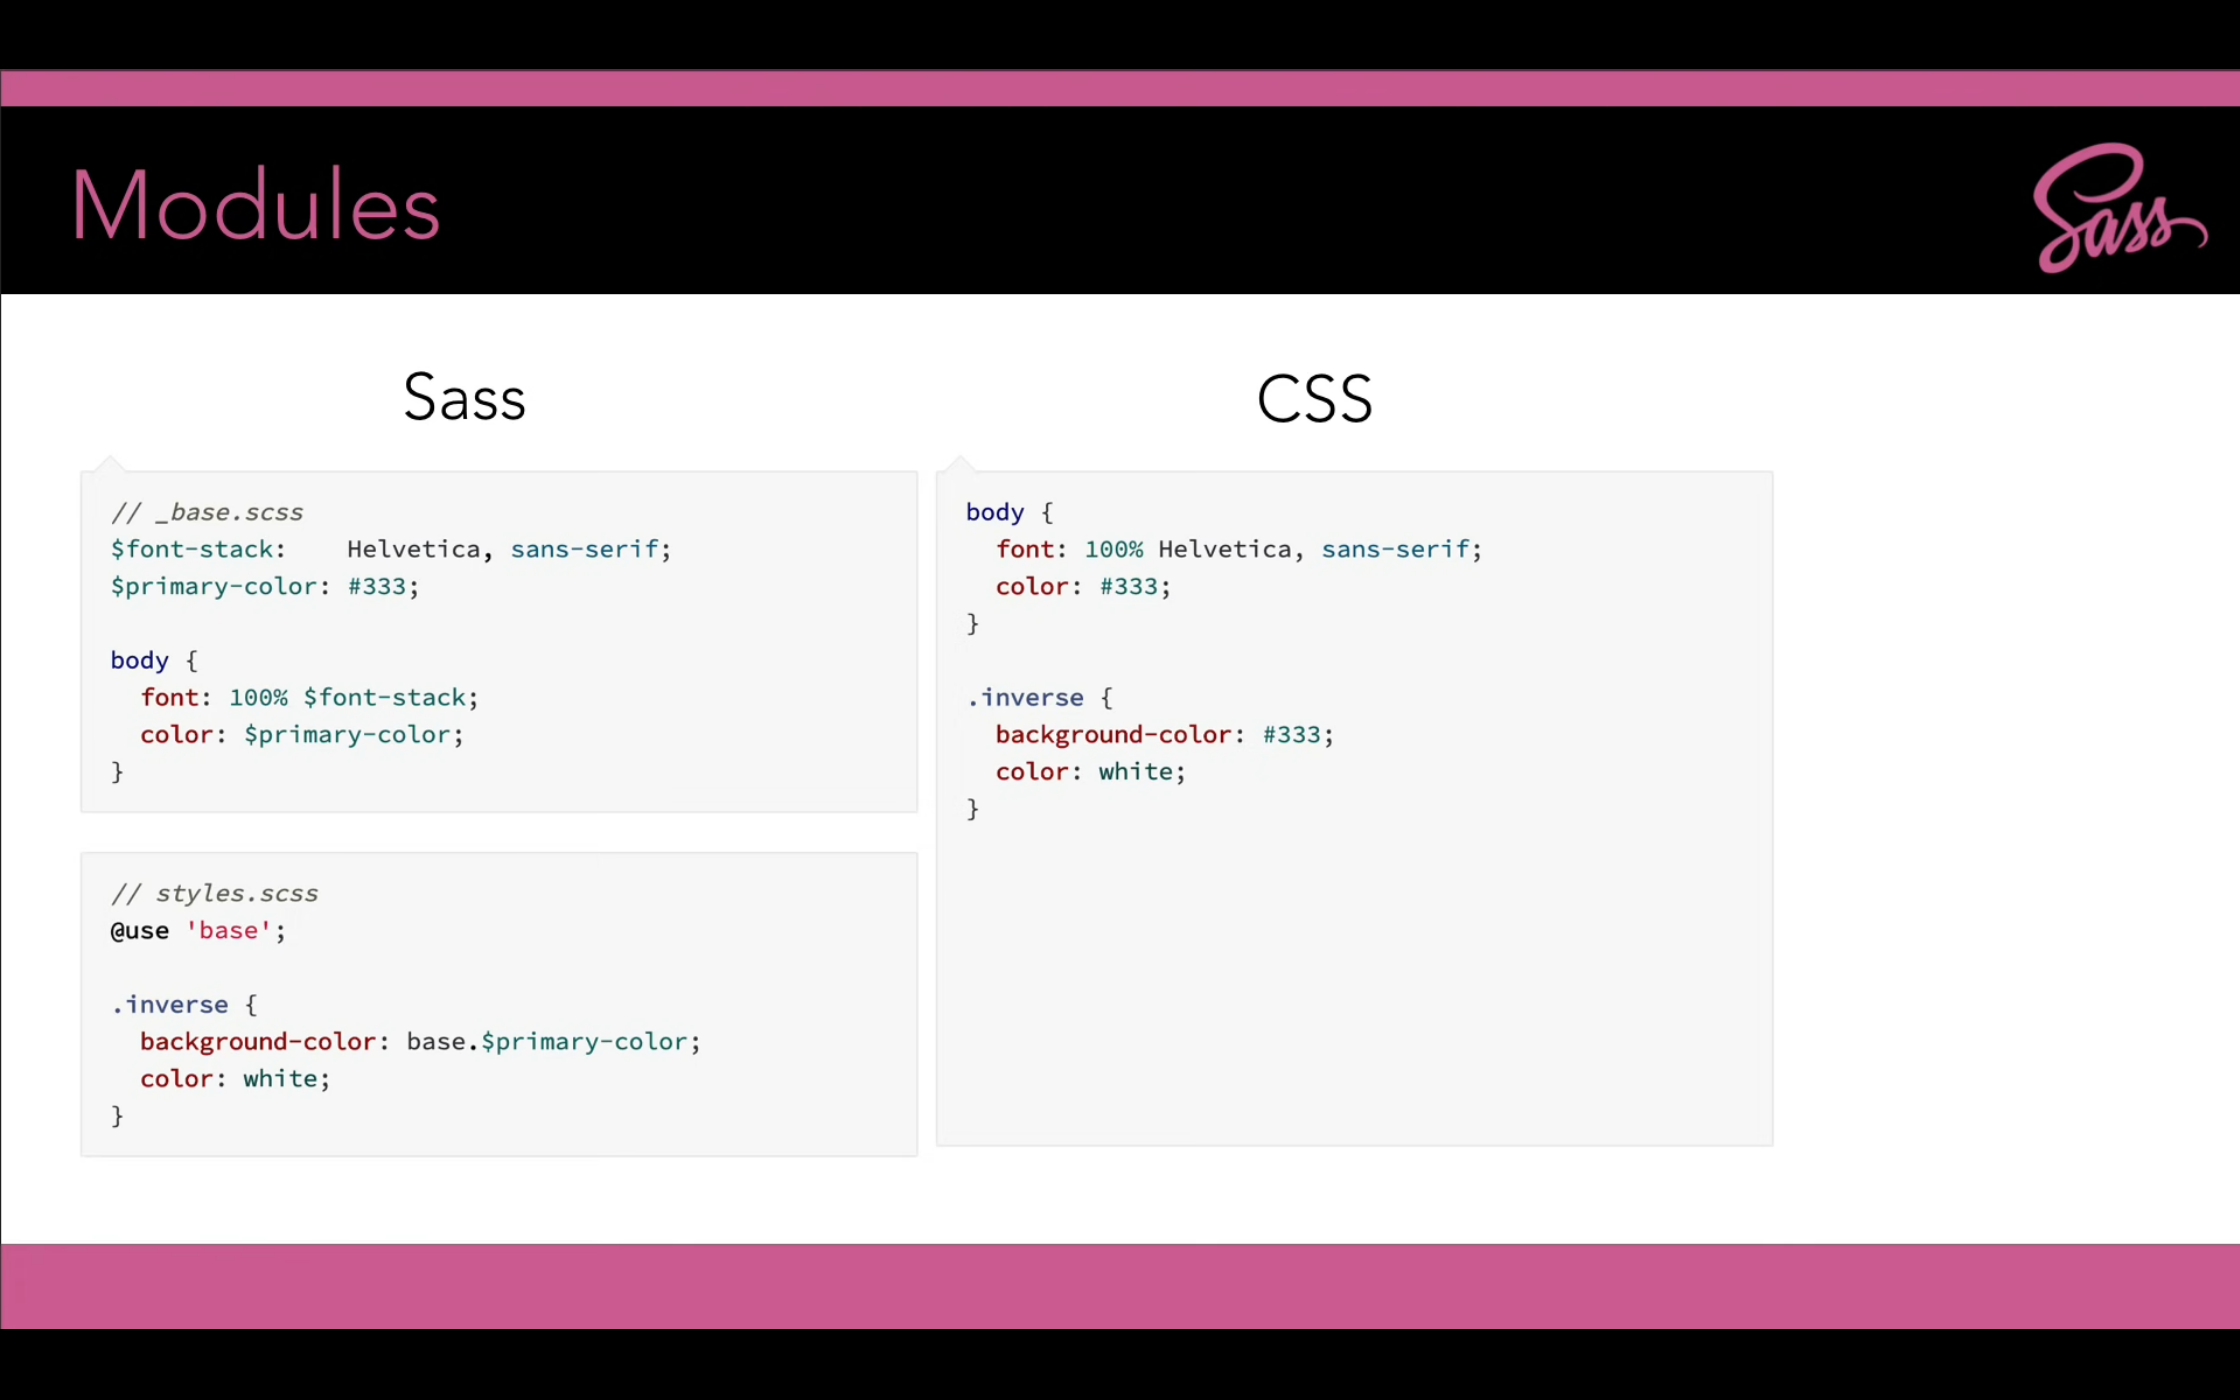 Modules
Sass
Sass
// _base.scss
$font-stack:    Helvetica, sans-serif;
$primary-color: #333;

body {
  font: 100% $font-stack;
  color: $primary-color;
}
// styles.scss
@use 'base';

.inverse {
  background-color: base.$primary-color;
  color: white;
}
CSS
body {
  font: 100% Helvetica, sans-serif;
  color: #333;
}

.inverse {
  background-color: #333;
  color: white;
}